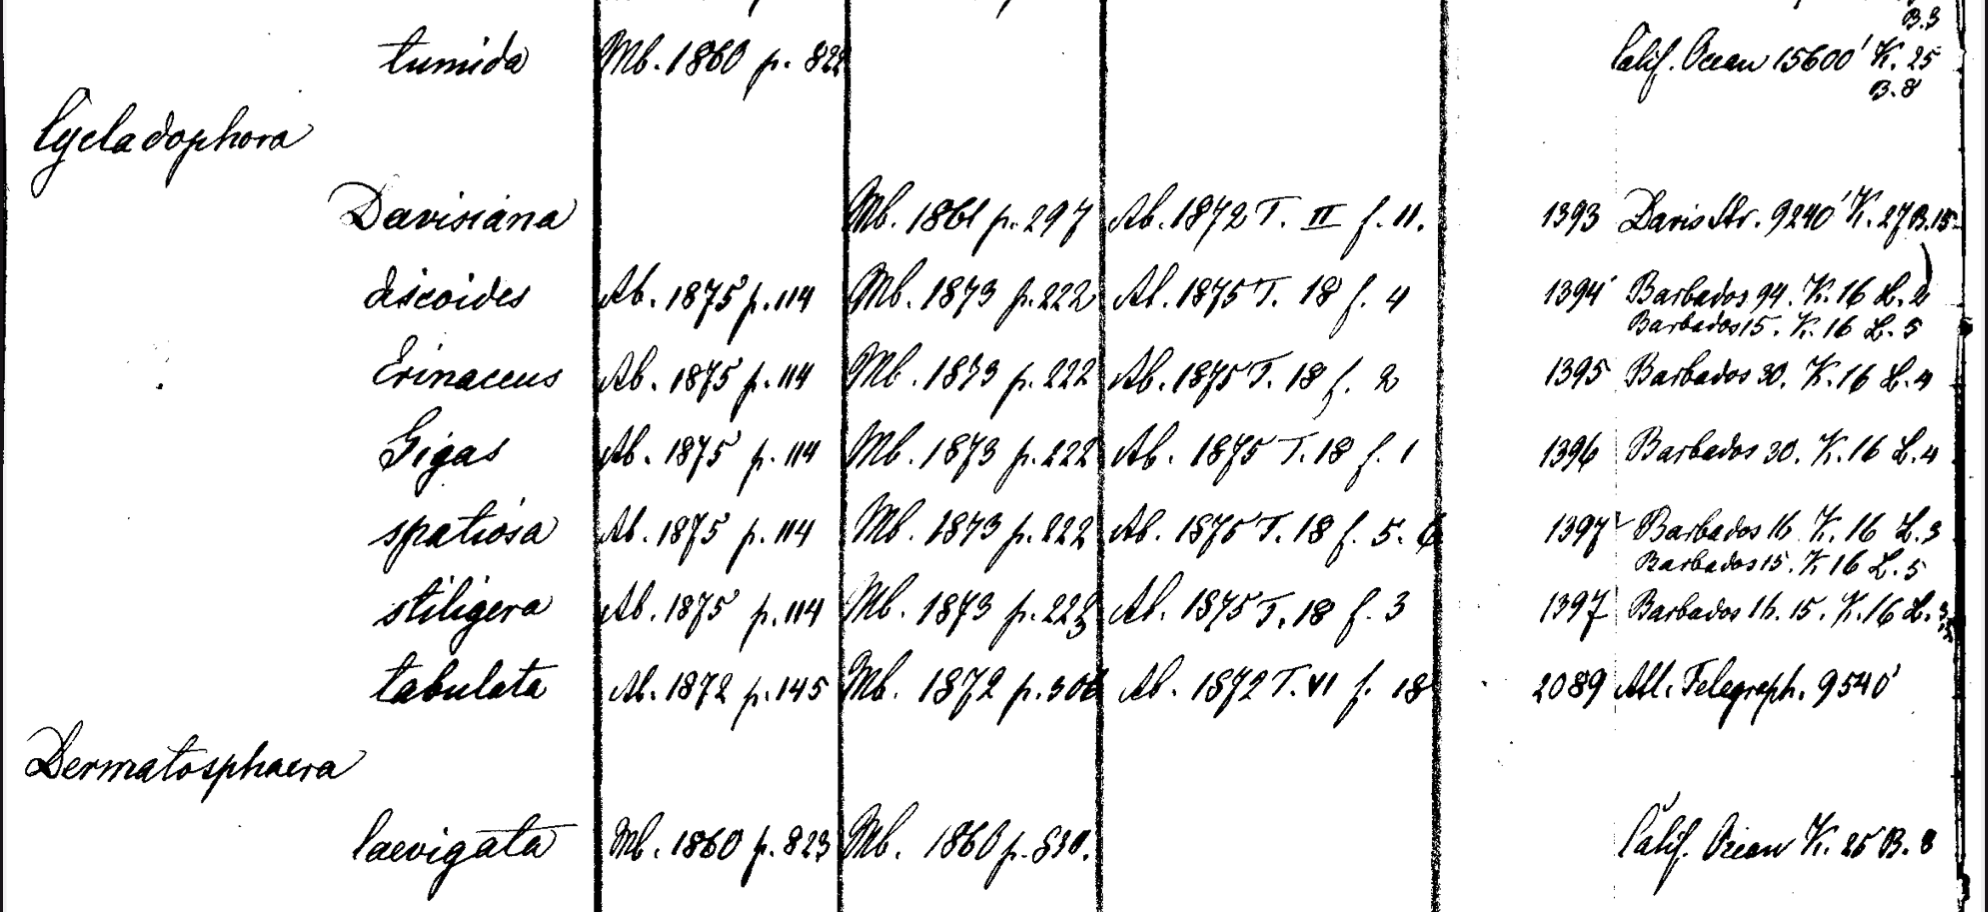 B.3
tumida Mb. 1860 p. 822 Calif. Ocean 15600' K. 25
B. 8
Cycladophora
Davisiana Mb. 1861 p. 297 Ab. 1872 T. II f. 11. 1393 Davis Str. 9240' K. 27 B. 15
discoides Ab. 1875 p. 114 Mb. 1873 p. 222 Ab. 1875 T. 18 f. 4 1394 Barbados 94. K. 16 L. 2
Barbados 15. K. 16 L. 5
Erinaceus Ab. 1875 p. 114 Mb. 1873 p. 222 Ab. 1875 T. 18 f. 2 1395 Barbados 30. K. 16 L. 4
Gigas Ab. 1875 p. 114 Mb. 1873 p. 222 Ab. 1875 T. 18 f. 1 1396 Barbados 30. K. 16 L. 4
spatiosa Ab. 1875 p. 114 Mb. 1873 p. 222 Ab. 1875 T. 18 f. 5. 6 1397 Barbados 16 K. 16 L. 3
Barbados 15. K 16 L. 5
stiligera Ab. 1875 p. 114 Mb. 1873 p. 223 Ab. 1875 T. 18 f. 3 1397 Barbados 16. 15. K. 16 L. 3
tabulata Ab. 1872 p. 145 Mb. 1872 p. 306 Ab. 1872 T. VI f. 18 2089 Atl. Telegraph. 9540'
Dermatosphaera
laevigata Mb. 1860 p. 823 Mb. 1860 p. 830. Calif. Ocean K. 25 B. 8